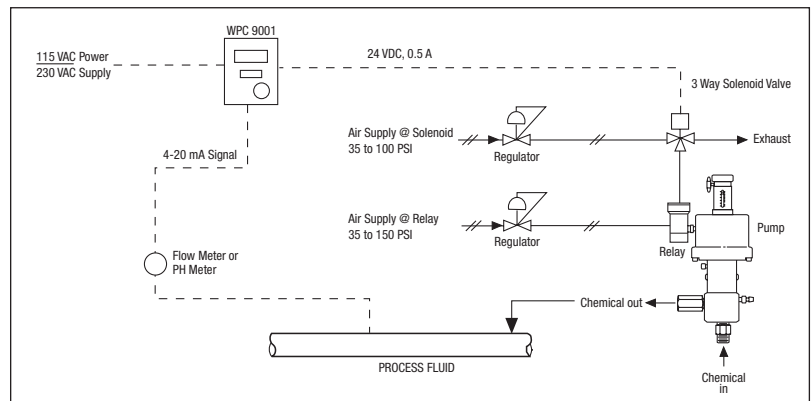 WPC 9001
115 VAC Power
230 VAC Supply
24 VDC, 0.5 A
3 Way Solenoid Valve
Air Supply @ Solenoid
35 to 100 PSI
Regulator
Exhaust
4-20 mA Signal
Air Supply @ Relay
35 to 150 PSI
Regulator
Relay
Pump
Flow Meter or
PH Meter
Chemical out
PROCESS FLUID
Chemical
in